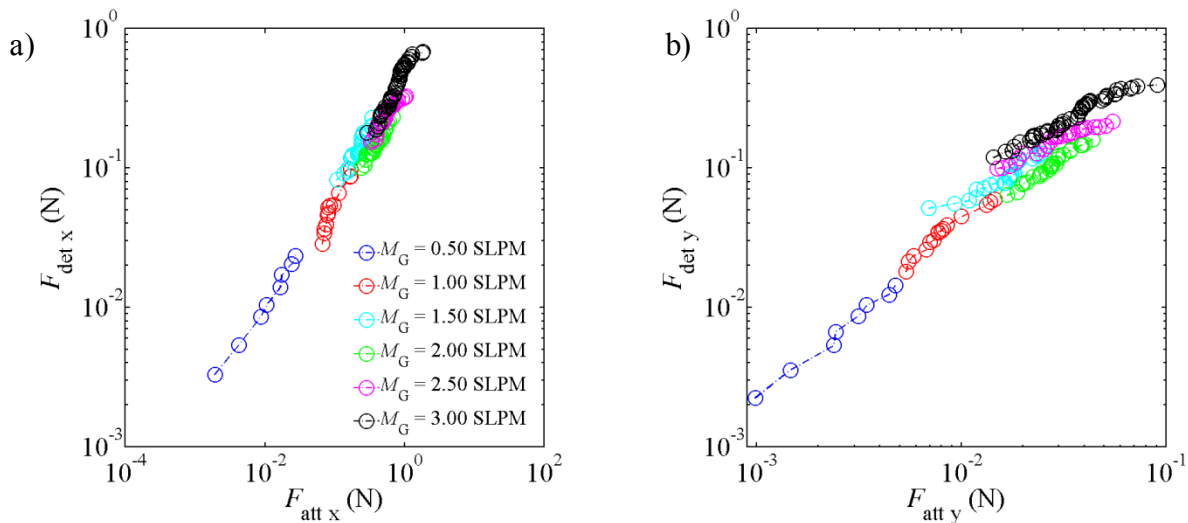 a)
10^0
10^-1
10^-2
10^-3
F_det x (N)
10^-4
10^-2
10^0
10^2
F_att x (N)
M_G = 0.50 SLPM
M_G = 1.00 SLPM
M_G = 1.50 SLPM
M_G = 2.00 SLPM
M_G = 2.50 SLPM
M_G = 3.00 SLPM
b)
10^0
10^-1
10^-2
10^-3
F_det y (N)
10^-3
10^-2
10^-1
F_att y (N)